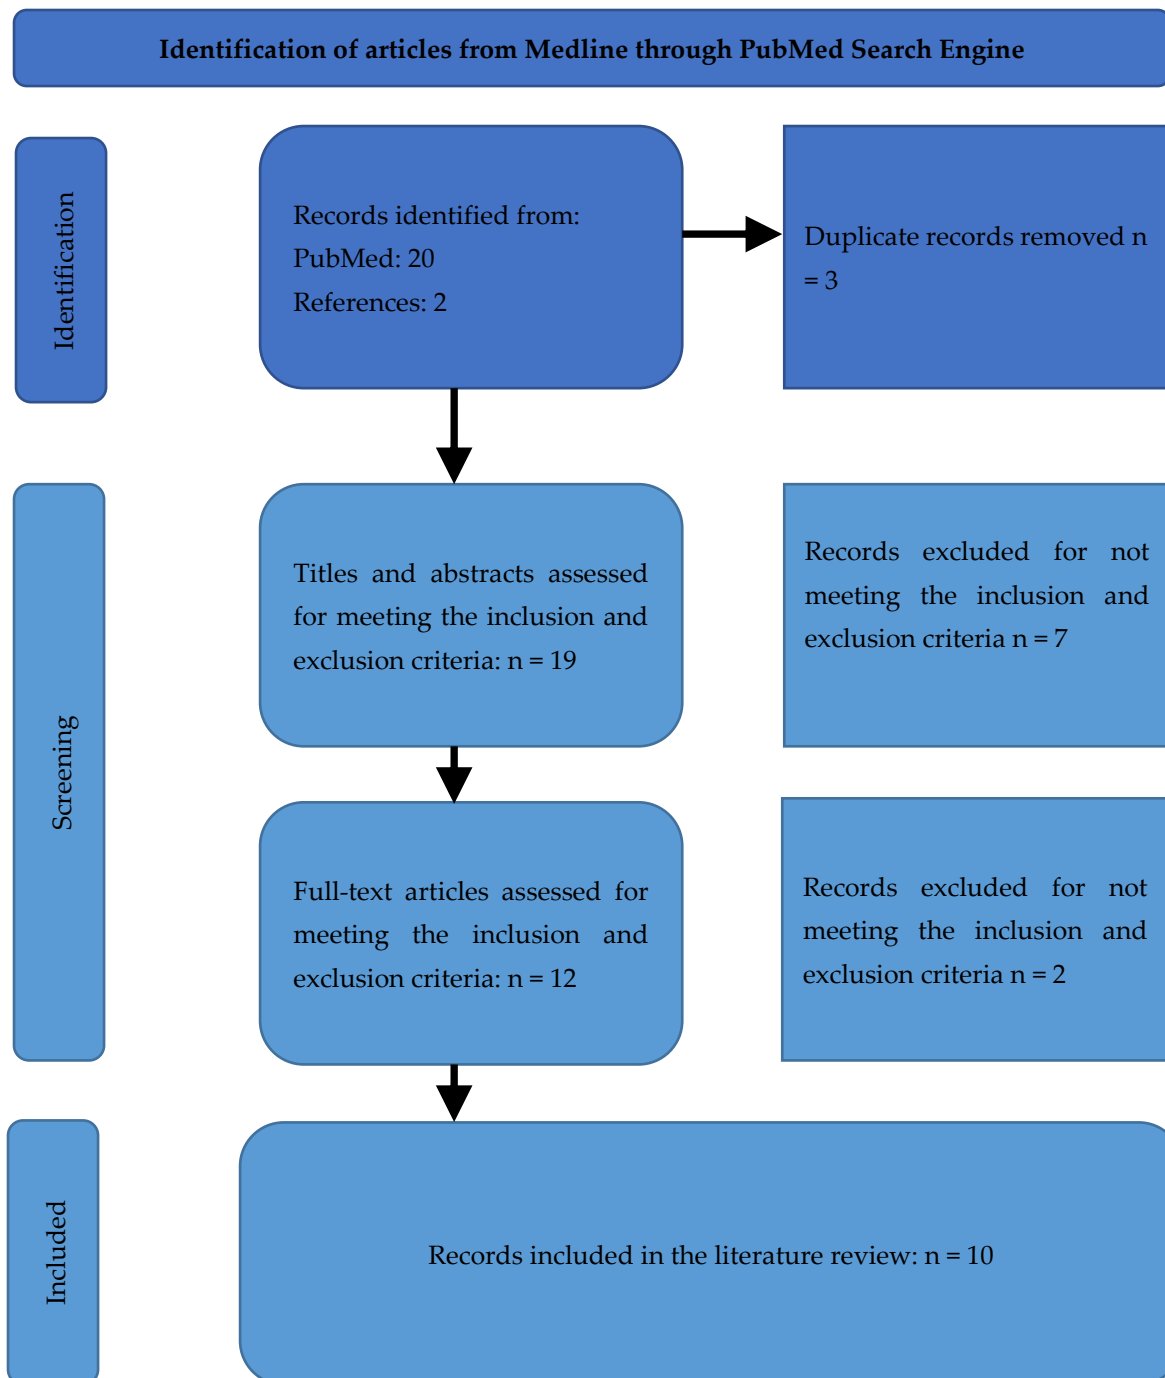 Identification of articles from Medline through PubMed Search Engine
Identification
Records identified from:
PubMed: 20
References: 2
Duplicate records removed n
= 3
Screening
Titles and abstracts assessed
for meeting the inclusion and
exclusion criteria: n = 19
Records excluded for not
meeting the inclusion and
exclusion criteria n = 7
Full-text articles assessed for
meeting the inclusion and
exclusion criteria: n = 12
Records excluded for not
meeting the inclusion and
exclusion criteria n = 2
Included
Records included in the literature review: n = 10